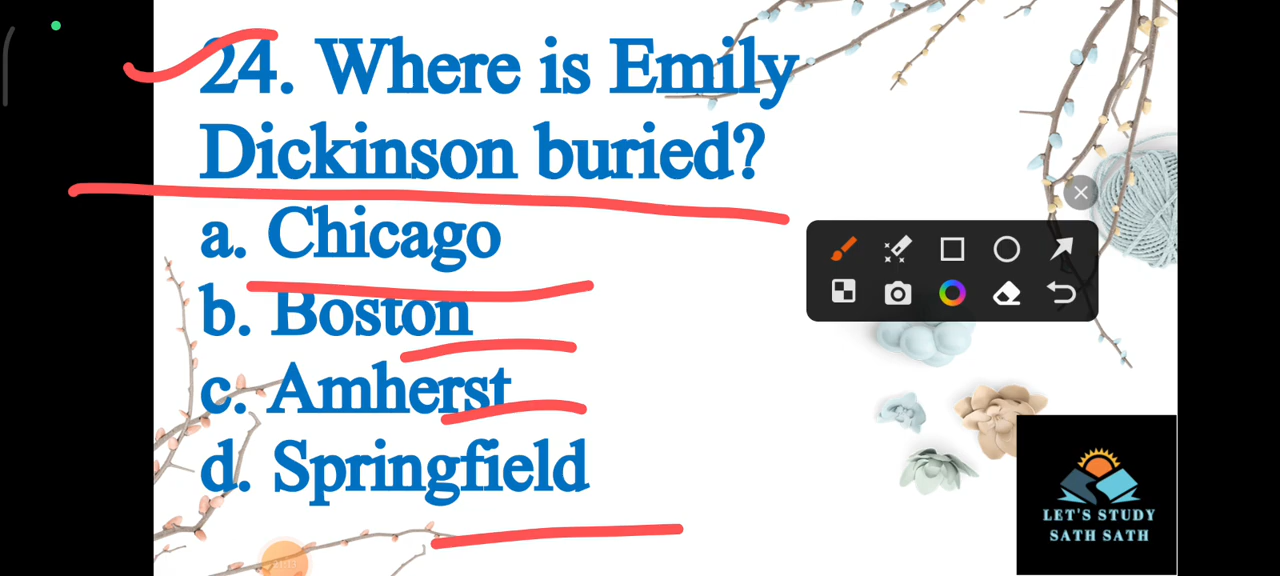 24. Where is Emily
Dickinson buried?
a. Chicago
b. Boston
c. Amherst
d. Springfield
LET'S STUDY
SATH SATH